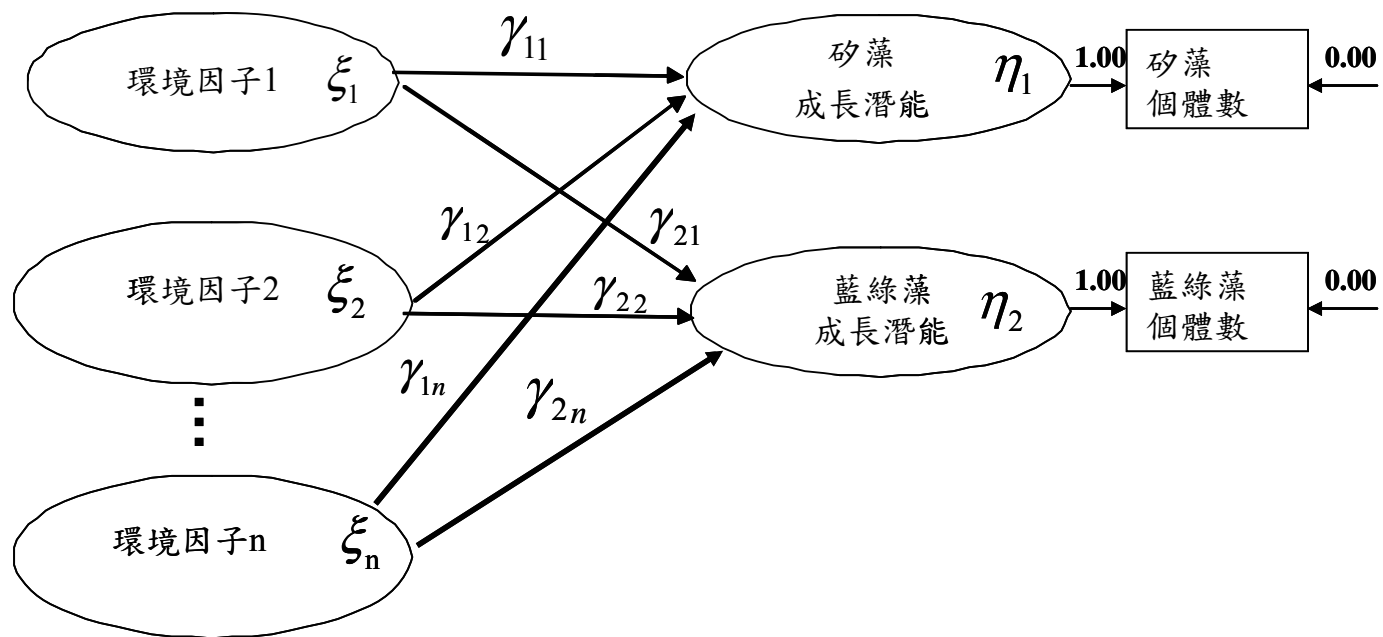 環境因子1 ξ₁
γ₁₁
矽藻
成長潛能
η₁
1.00
矽藻
個體數
0.00
環境因子2 ξ₂
γ₁₂
γ₂₁
γ₂₂
藍綠藻
成長潛能
η₂
1.00
藍綠藻
個體數
0.00
γ₁ₙ
γ₂ₙ
⋮
環境因子n ξₙ